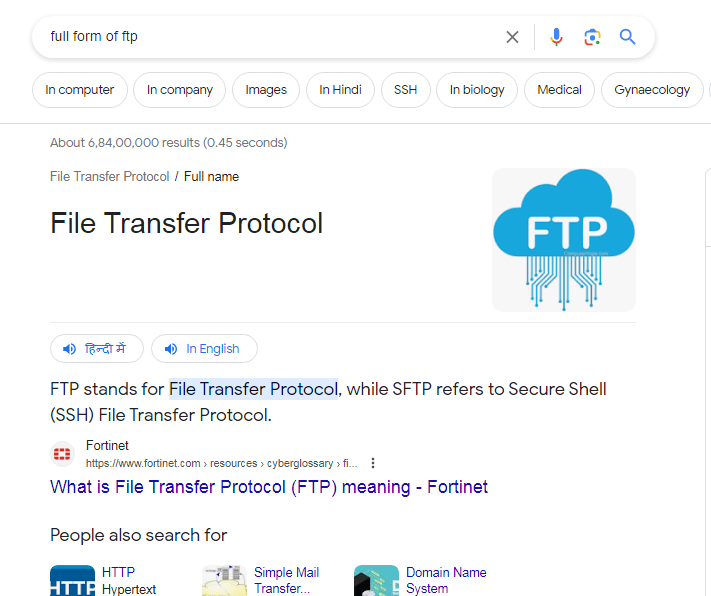 full form of ftp
In computer
In company
Images
In Hindi
SSH
In biology
Medical
Gynaecology
About 6,84,00,000 results (0.45 seconds)
File Transfer Protocol / Full name
File Transfer Protocol
FTP
हिन्दी में
In English
FTP stands for File Transfer Protocol, while SFTP refers to Secure Shell
(SSH) File Transfer Protocol.
Fortinet
https://www.fortinet.com › resources › cyberglossary › fi...
What is File Transfer Protocol (FTP) meaning - Fortinet
People also search for
HTTP
HTTP
Hypertext
Simple Mail
Transfer...
Domain Name
System